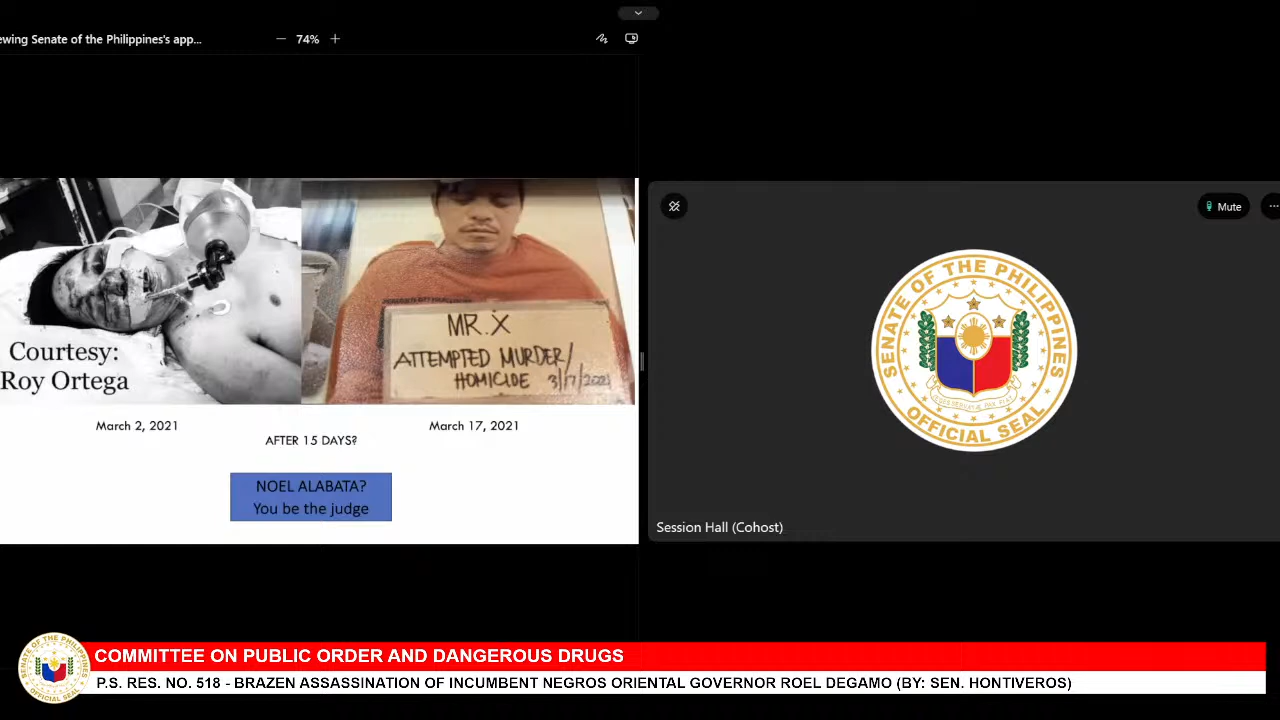 ewing Senate of the Philippines's app...
74%
Mute
Courtesy:
Roy Ortega
MR. X
ATTEMPTED MURDER/
HOMICIDE 3/17/2021
March 2, 2021
March 17, 2021
AFTER 15 DAYS?
NOEL ALABATA?
You be the judge
SENATE OF THE PHILIPPINES
OFFICIAL SEAL
Session Hall (Cohost)
COMMITTEE ON PUBLIC ORDER AND DANGEROUS DRUGS
P.S. RES. NO. 518 - BRAZEN ASSASSINATION OF INCUMBENT NEGROS ORIENTAL GOVERNOR ROEL DEGAMO (BY: SEN. HONTIVEROS)